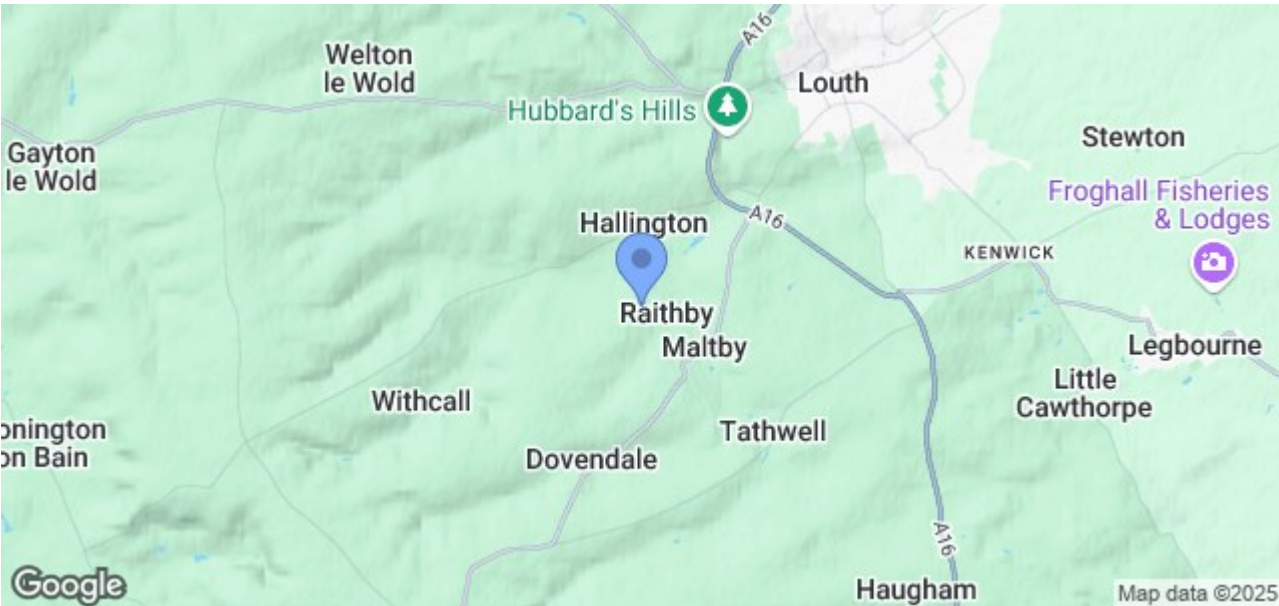 A16
Welton
le Wold
Louth
Hubbard's Hills
Stewton
Gayton
le Wold
Froghall Fisheries
& Lodges
Hallington
A16
KENWICK
Raithby
Maltby
Legbourne
Little
Cawthorpe
Withcall
onington
on Bain
Tathwell
Dovendale
A16
Haugham
Google
Map data ©2025